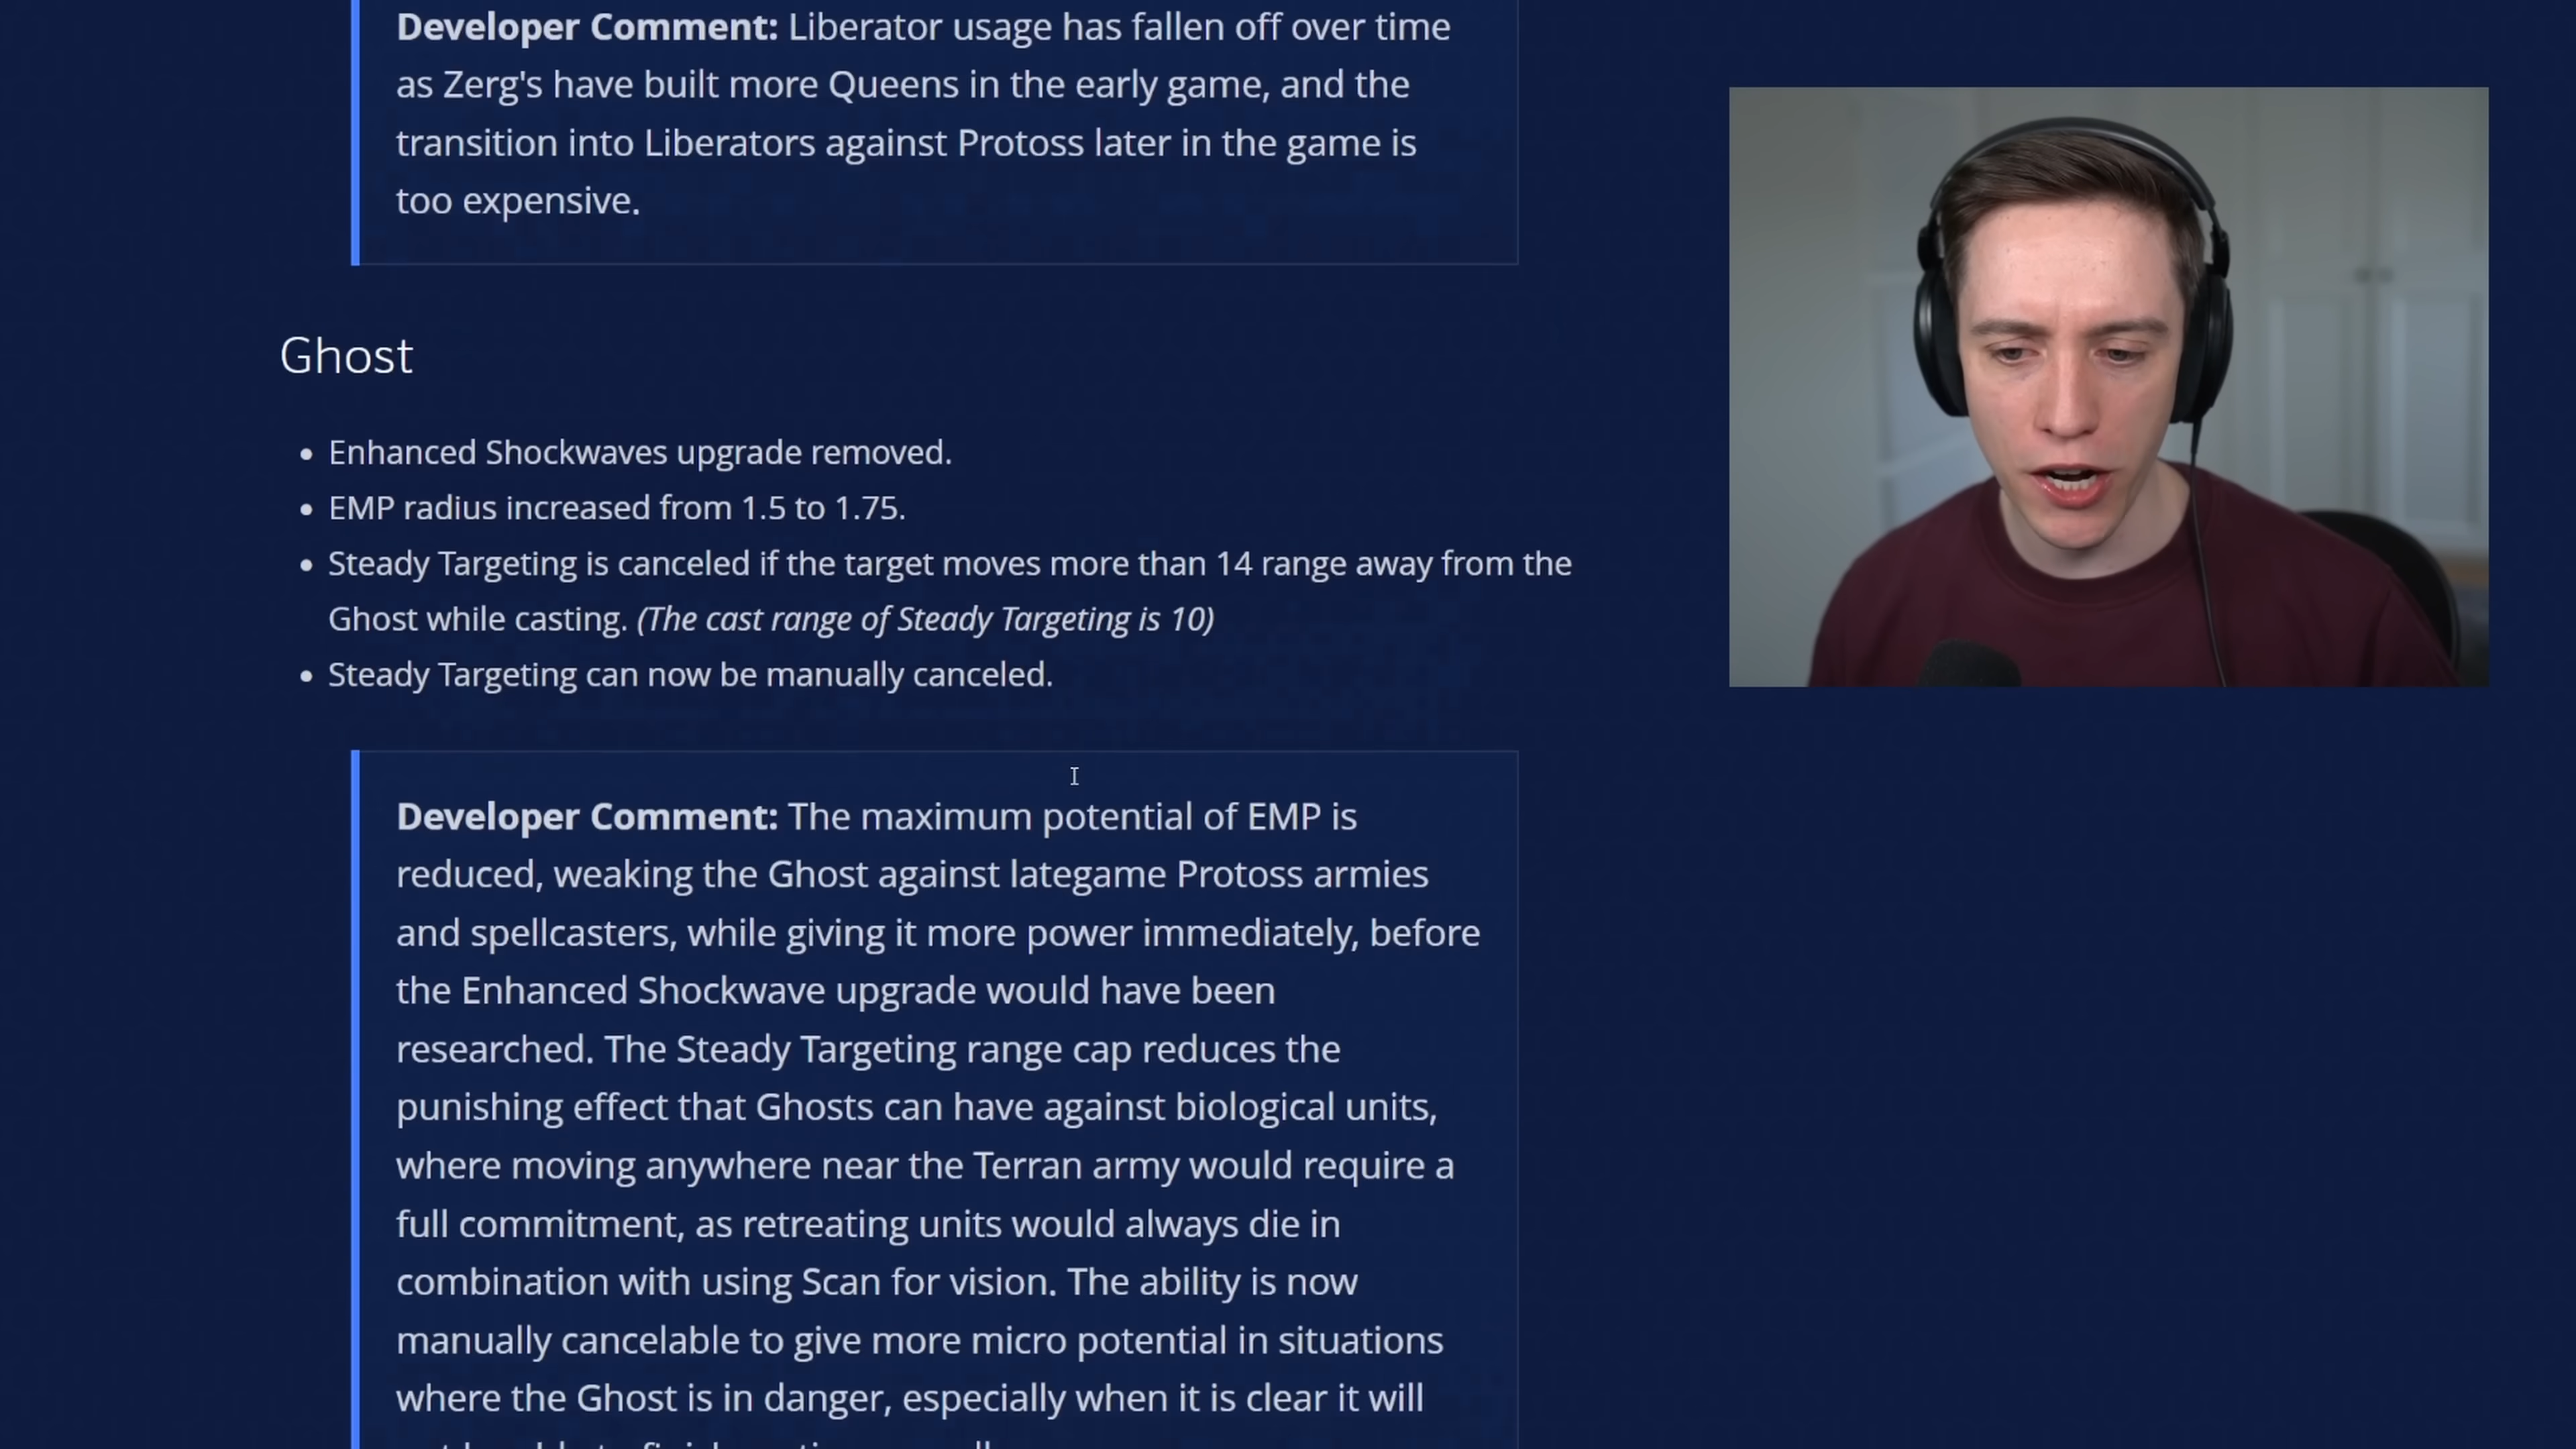 Developer Comment: Liberator usage has fallen off over time
as Zerg's have built more Queens in the early game, and the
transition into Liberators against Protoss later in the game is
too expensive.
Ghost
• Enhanced Shockwaves upgrade removed.
• EMP radius increased from 1.5 to 1.75.
• Steady Targeting is canceled if the target moves more than 14 range away from the
Ghost while casting. (The cast range of Steady Targeting is 10)
• Steady Targeting can now be manually canceled.
Developer Comment: The maximum potential of EMP is
reduced, weaking the Ghost against lategame Protoss armies
and spellcasters, while giving it more power immediately, before
the Enhanced Shockwave upgrade would have been
researched. The Steady Targeting range cap reduces the
punishing effect that Ghosts can have against biological units,
where moving anywhere near the Terran army would require a
full commitment, as retreating units would always die in
combination with using Scan for vision. The ability is now
manually cancelable to give more micro potential in situations
where the Ghost is in danger, especially when it is clear it will